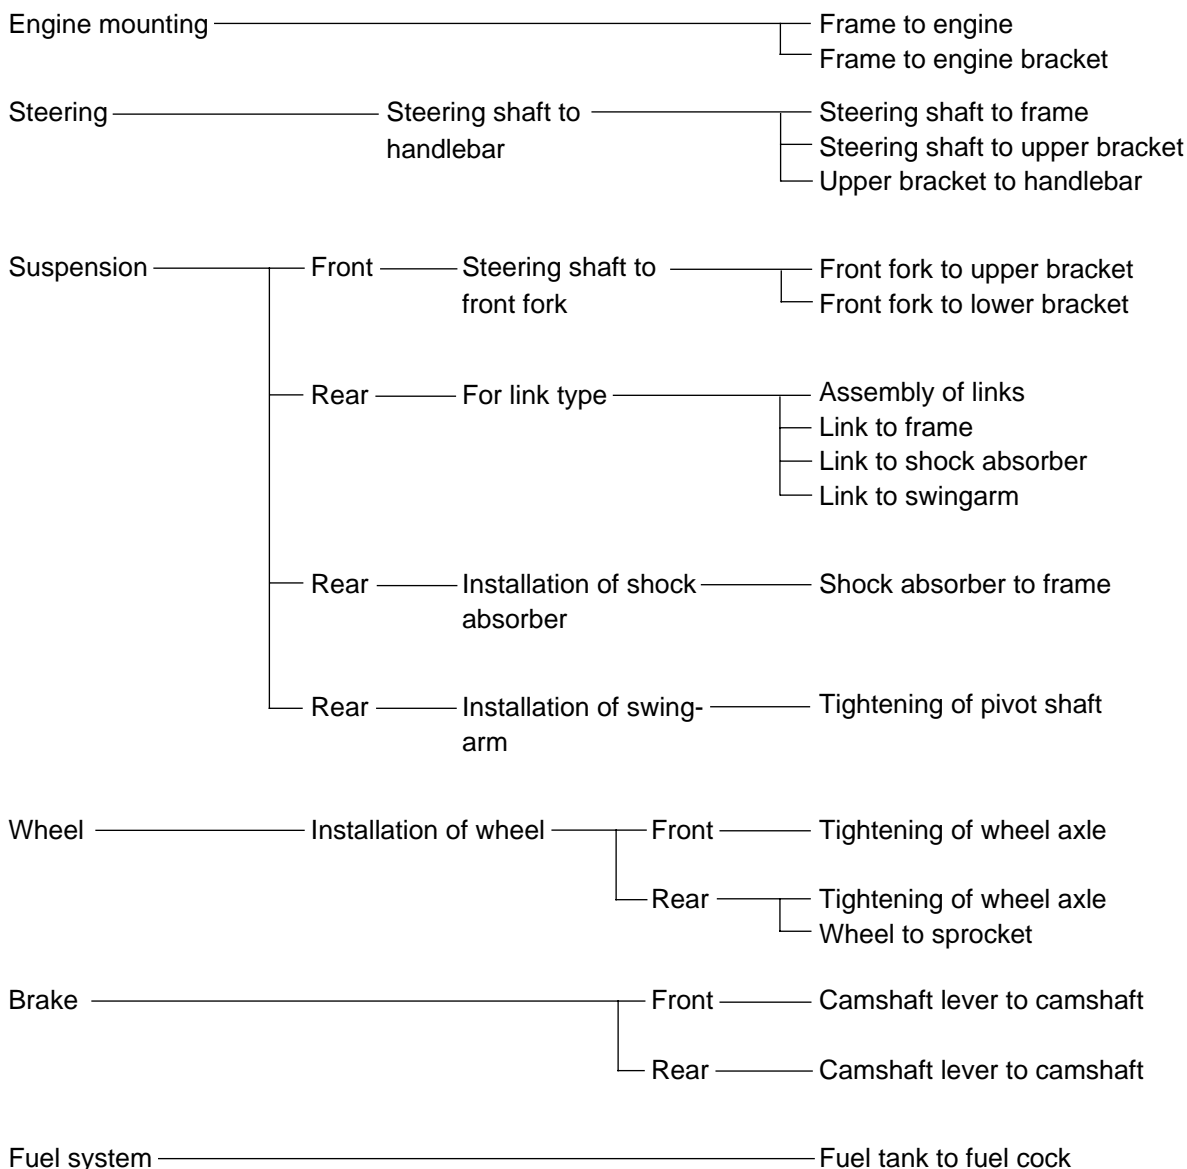 Engine mounting Frame to engine
Frame to engine bracket
Steering Steering shaft to Steering shaft to frame
handlebar Steering shaft to upper bracket
Upper bracket to handlebar
Suspension Front Steering shaft to Front fork to upper bracket
front fork Front fork to lower bracket
Rear For link type Assembly of links
Link to frame
Link to shock absorber
Link to swingarm
Rear Installation of shock Shock absorber to frame
absorber
Rear Installation of swing- Tightening of pivot shaft
arm
Wheel Installation of wheel Front Tightening of wheel axle
Rear Tightening of wheel axle
Wheel to sprocket
Brake Front Camshaft lever to camshaft
Rear Camshaft lever to camshaft
Fuel system Fuel tank to fuel cock